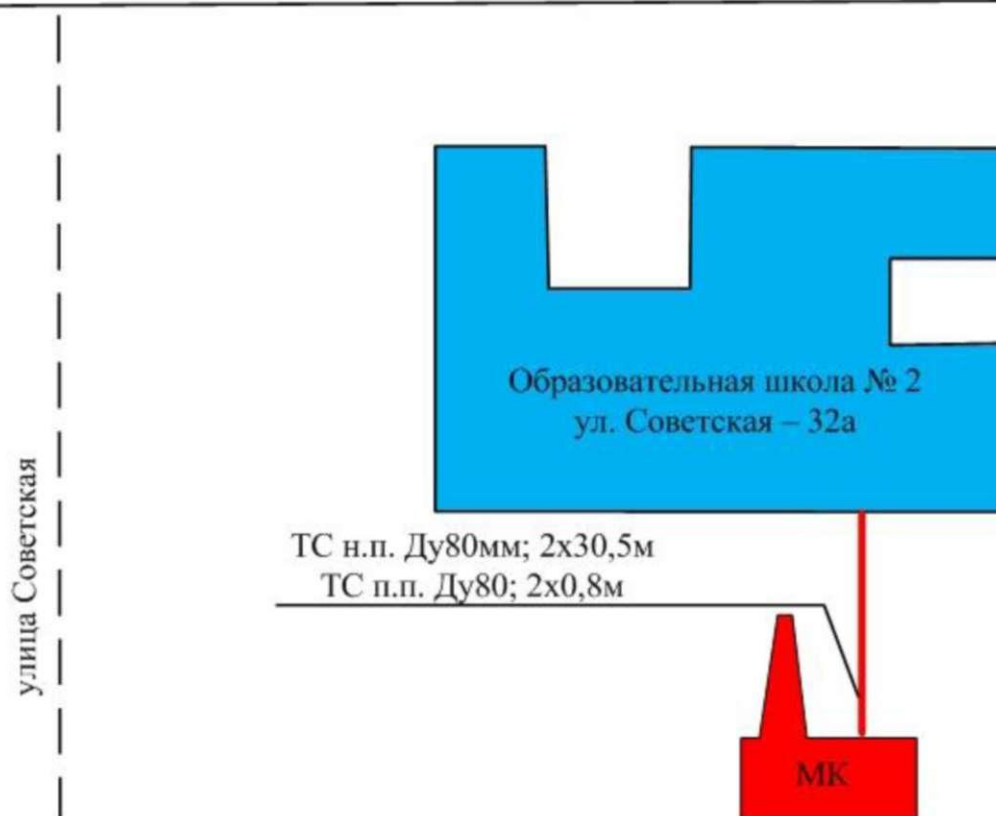 Образовательная школа № 2
ул. Советская – 32а
ТС н.п. Ду80мм; 2х30,5м
ТС п.п. Ду80; 2х0,8м
улица Советская
МК